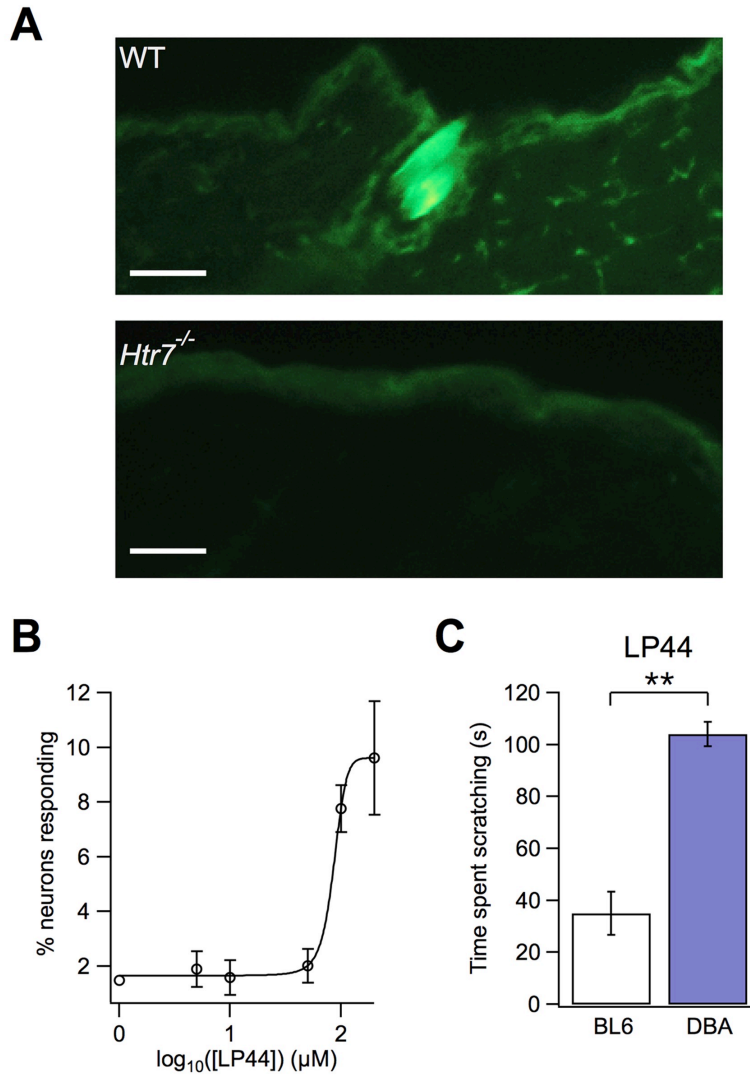 A
WT
Htr7-/-
B
% neurons responding
12
10
8
6
4
2
0
1
2
log10([LP44]) (µM)
C
LP44
**
Time spent scratching (s)
120
100
80
60
40
20
0
BL6
DBA